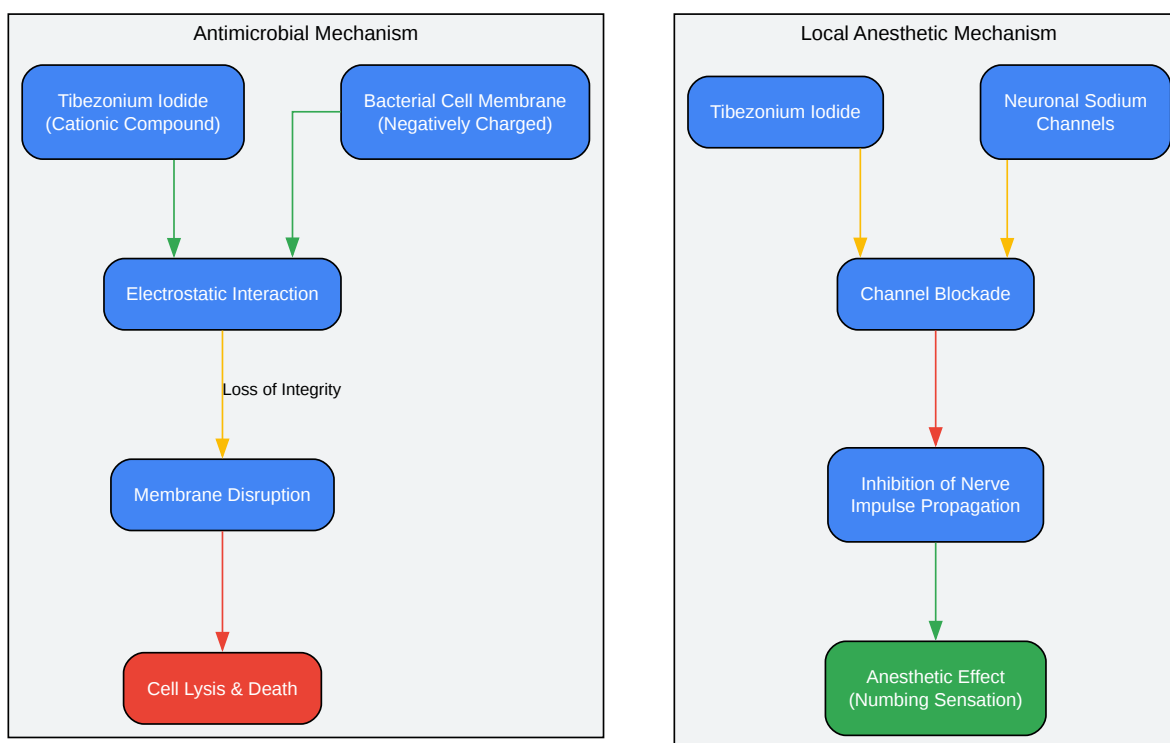 Antimicrobial Mechanism
Tibezonium Iodide
(Cationic Compound)
Bacterial Cell Membrane
(Negatively Charged)
Electrostatic Interaction
Loss of Integrity
Membrane Disruption
Cell Lysis & Death
Local Anesthetic Mechanism
Tibezonium Iodide
Neuronal Sodium
Channels
Channel Blockade
Inhibition of Nerve
Impulse Propagation
Anesthetic Effect
(Numbing Sensation)